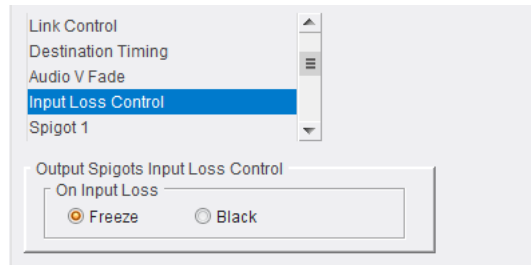 Link Control
Destination Timing
Audio V Fade
Input Loss Control
Spigot 1
Output Spigots Input Loss Control
On Input Loss
Freeze Black